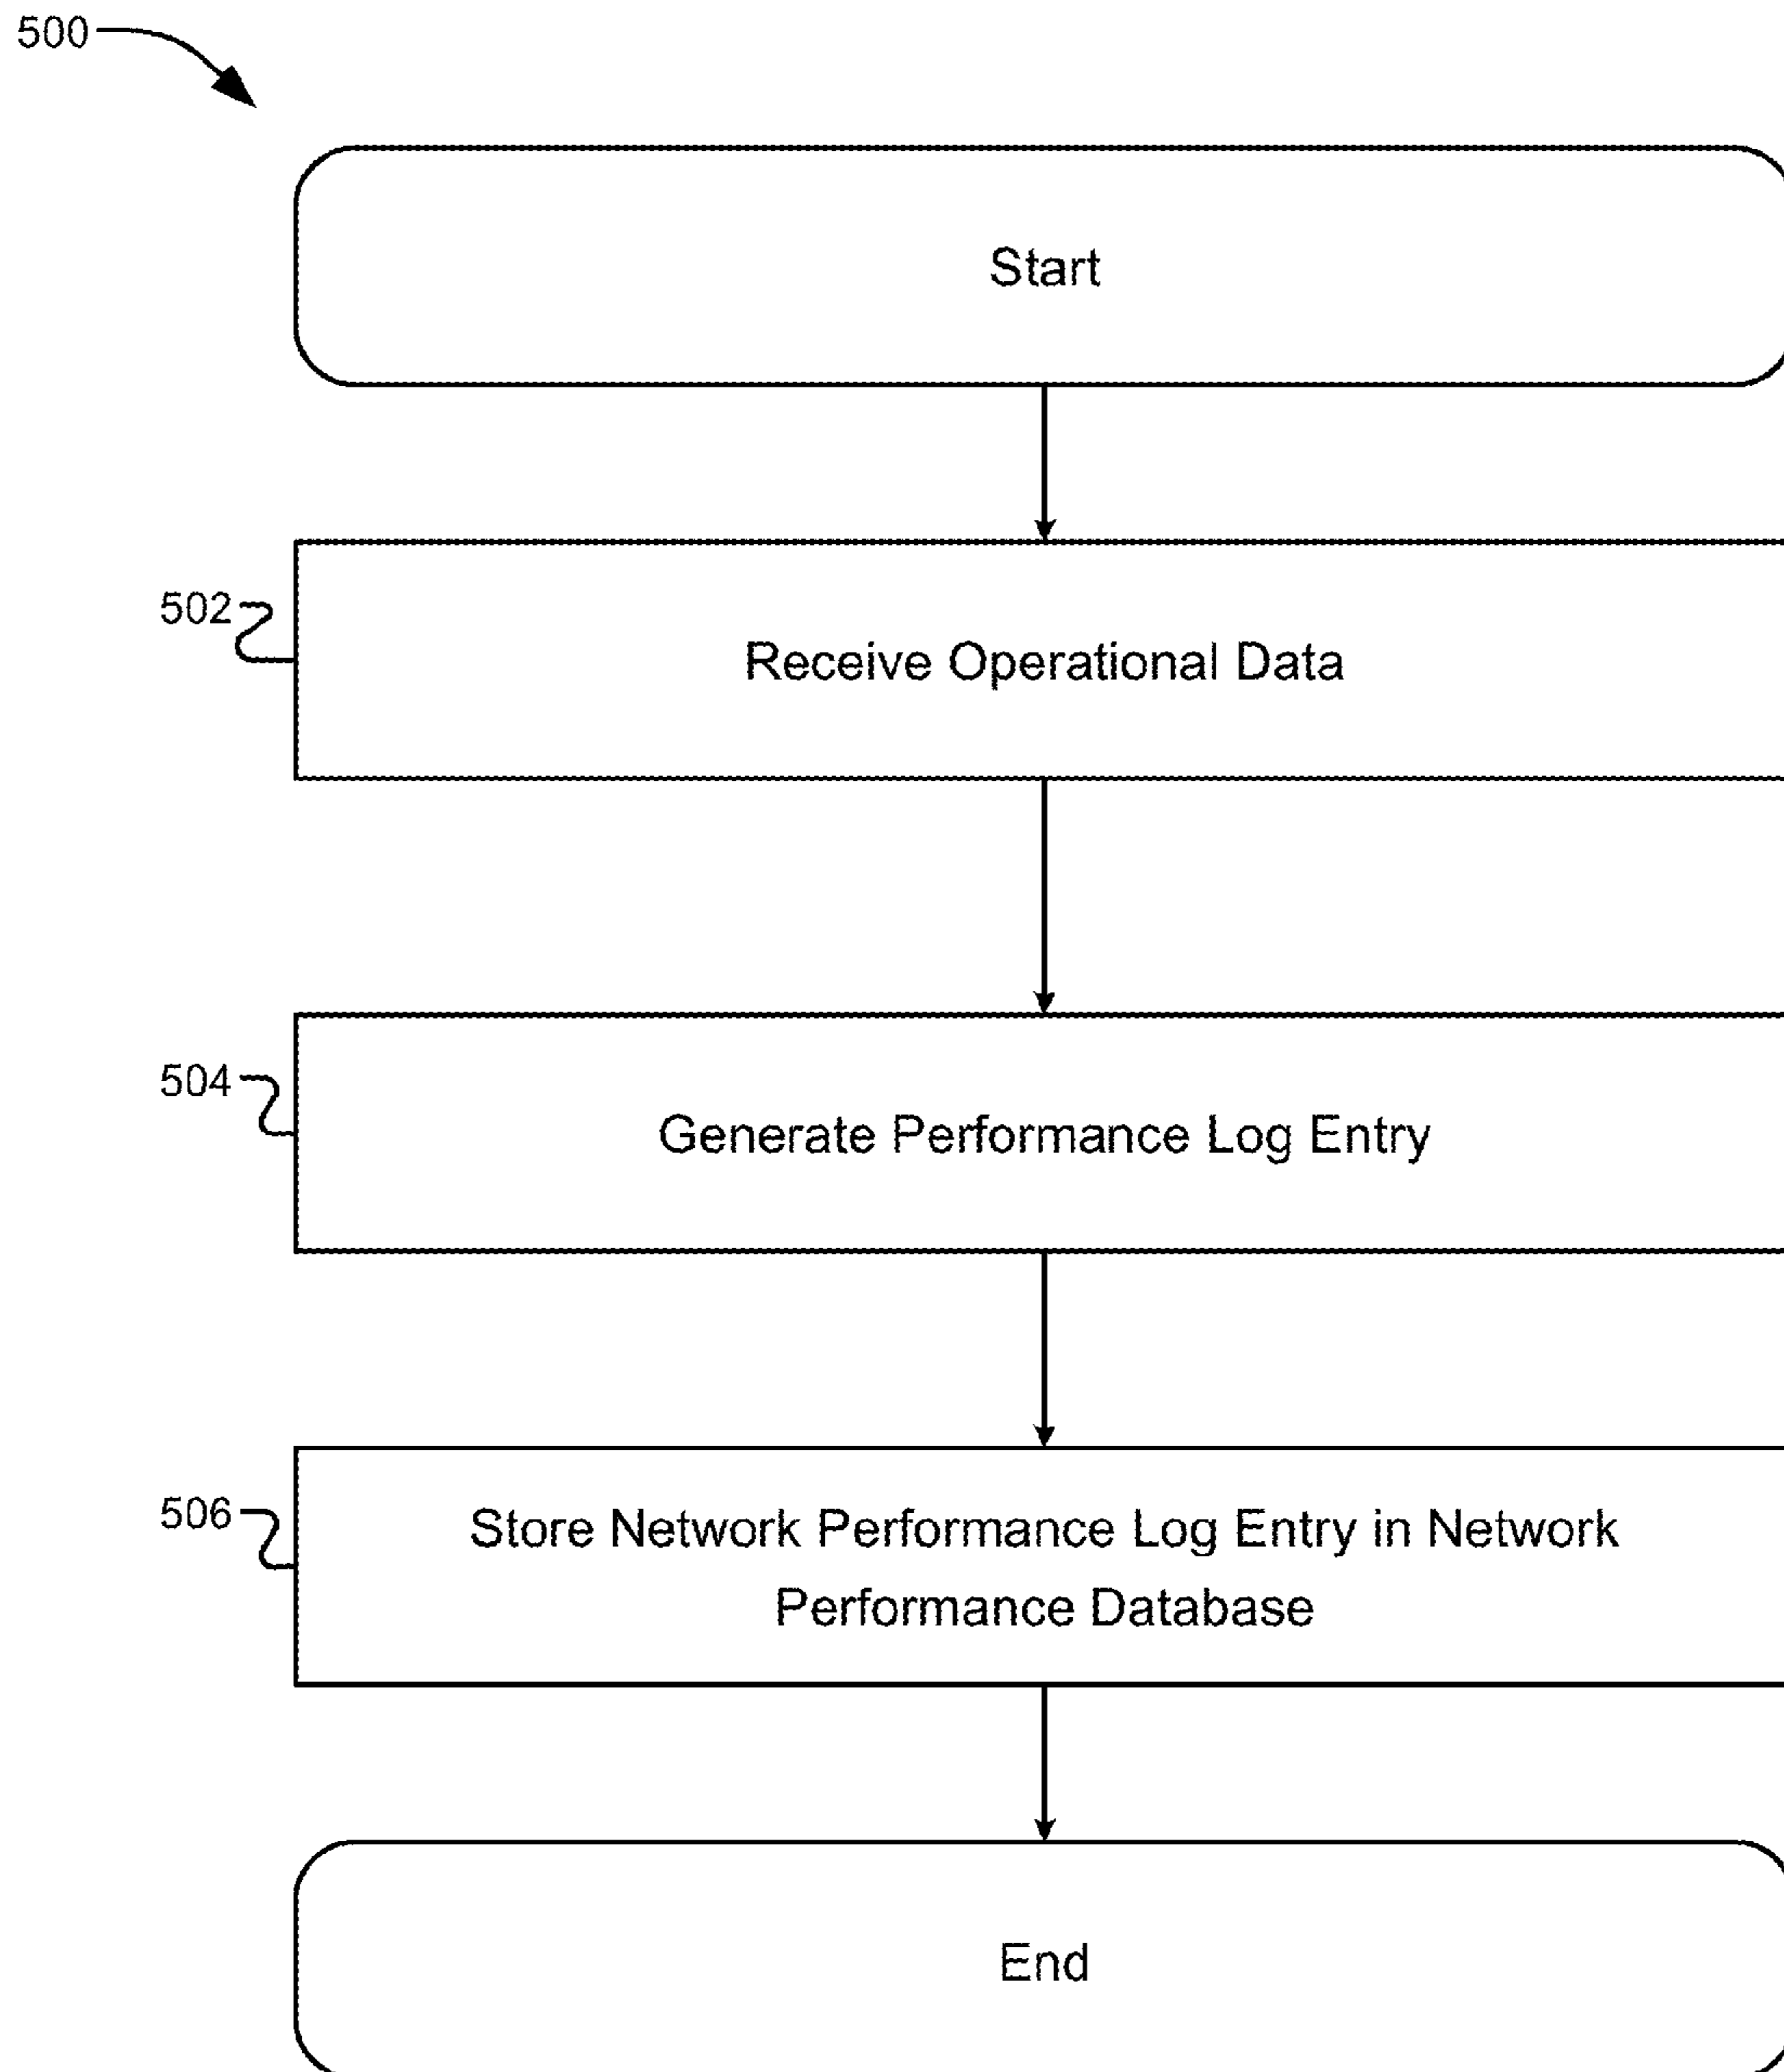 500
Start
502
Receive Operational Data
504
Generate Performance Log Entry
506
Store Network Performance Log Entry in Network
Performance Database
End